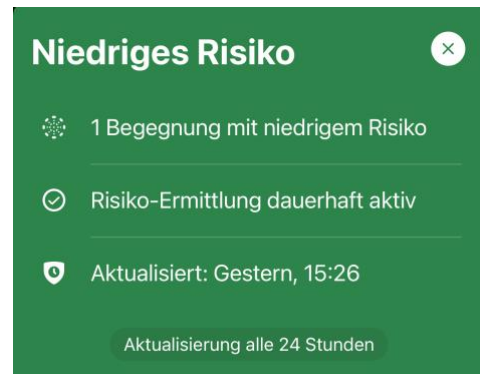 Niedriges Risiko
1 Begegnung mit niedrigem Risiko
Risiko-Ermittlung dauerhaft aktiv
Aktualisiert: Gestern, 15:26
Aktualisierung alle 24 Stunden